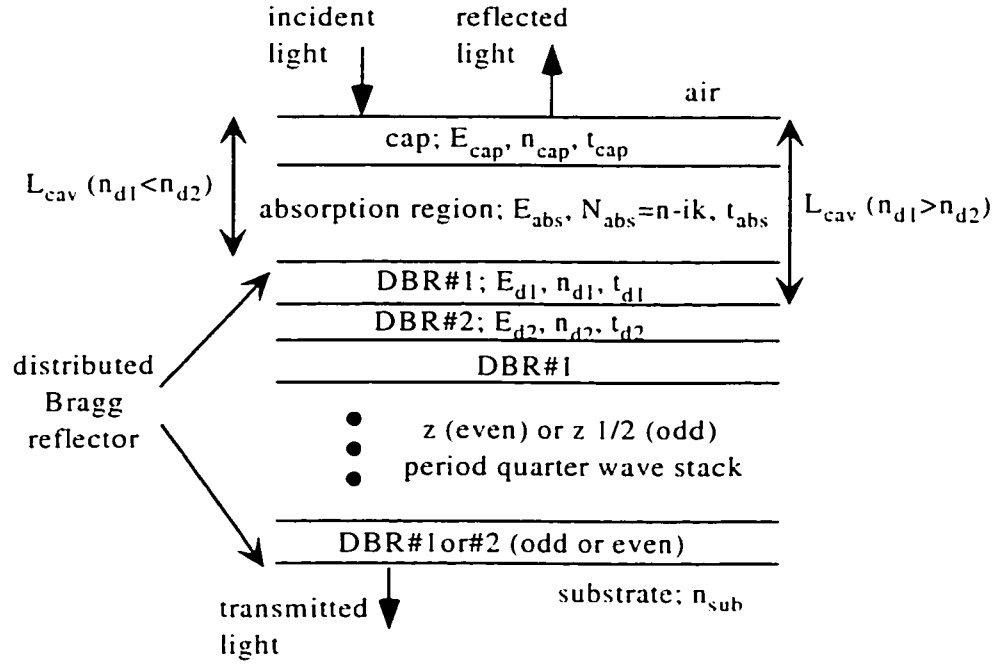 incident
light
reflected
light
air
cap; E_cap, n_cap, t_cap
L_cav (n_d1<n_d2)
absorption region; E_abs, N_abs=n-ik, t_abs
L_cav (n_d1>n_d2)
DBR#1; E_d1, n_d1, t_d1
DBR#2; E_d2, n_d2, t_d2
DBR#1
distributed
Bragg
reflector
z (even) or z 1/2 (odd)
period quarter wave stack
DBR#1or#2 (odd or even)
substrate; n_sub
transmitted
light